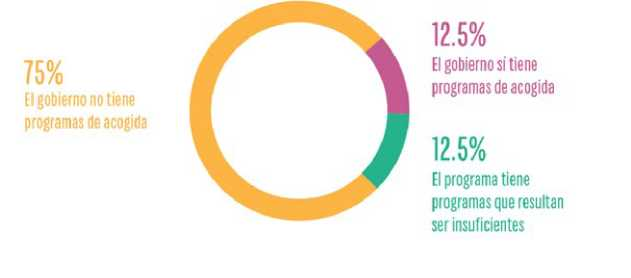 75%
El gobierno no tiene
programas de acogida
12.5%
El gobierno sí tiene
programas de acogida
12.5%
El programa tiene
programas que resultan
ser insuficientes